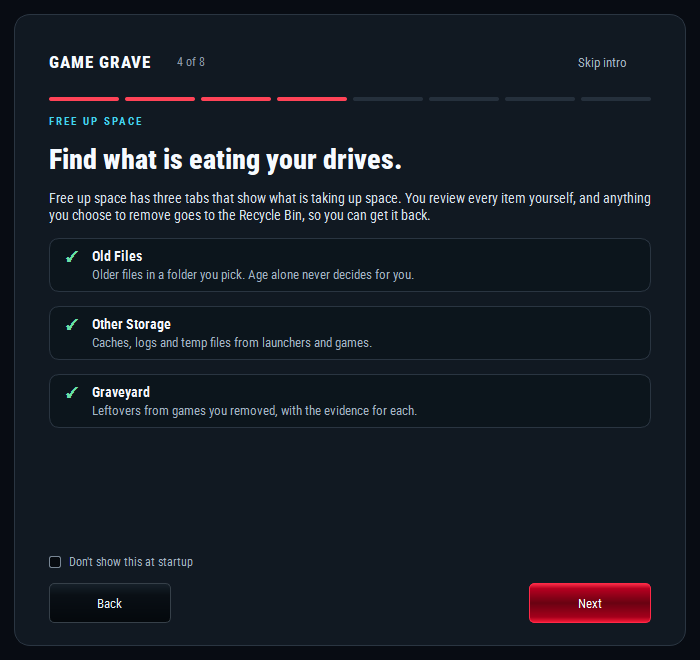 GAME GRAVE
4 of 8
Skip intro
FREE UP SPACE
Find what is eating your drives.
Free up space has three tabs that show what is taking up space. You review every item yourself, and anything
you choose to remove goes to the Recycle Bin, so you can get it back.
Old Files
Older files in a folder you pick. Age alone never decides for you.
Other Storage
Caches, logs and temp files from launchers and games.
Graveyard
Leftovers from games you removed, with the evidence for each.
Don't show this at startup
Back
Next